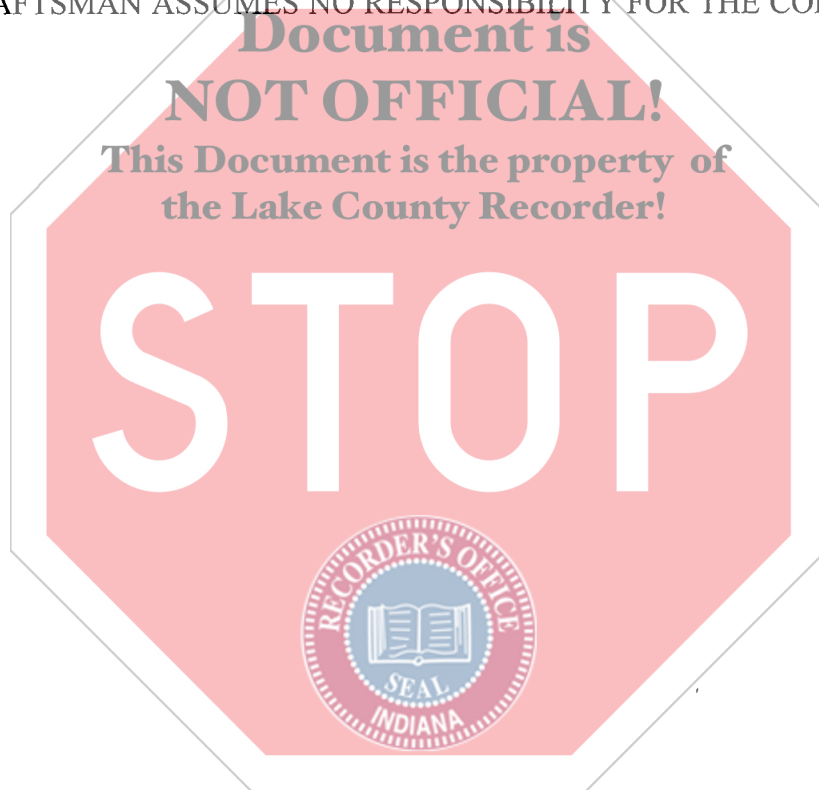 AFTSMAN ASSUMES NO RESPONSIBILITY FOR THE CO
Document is
NOT OFFICIAL!
This Document is the property of
the Lake County Recorder!
STOP
RECORDER'S OFFICE
SEAL
INDIANA